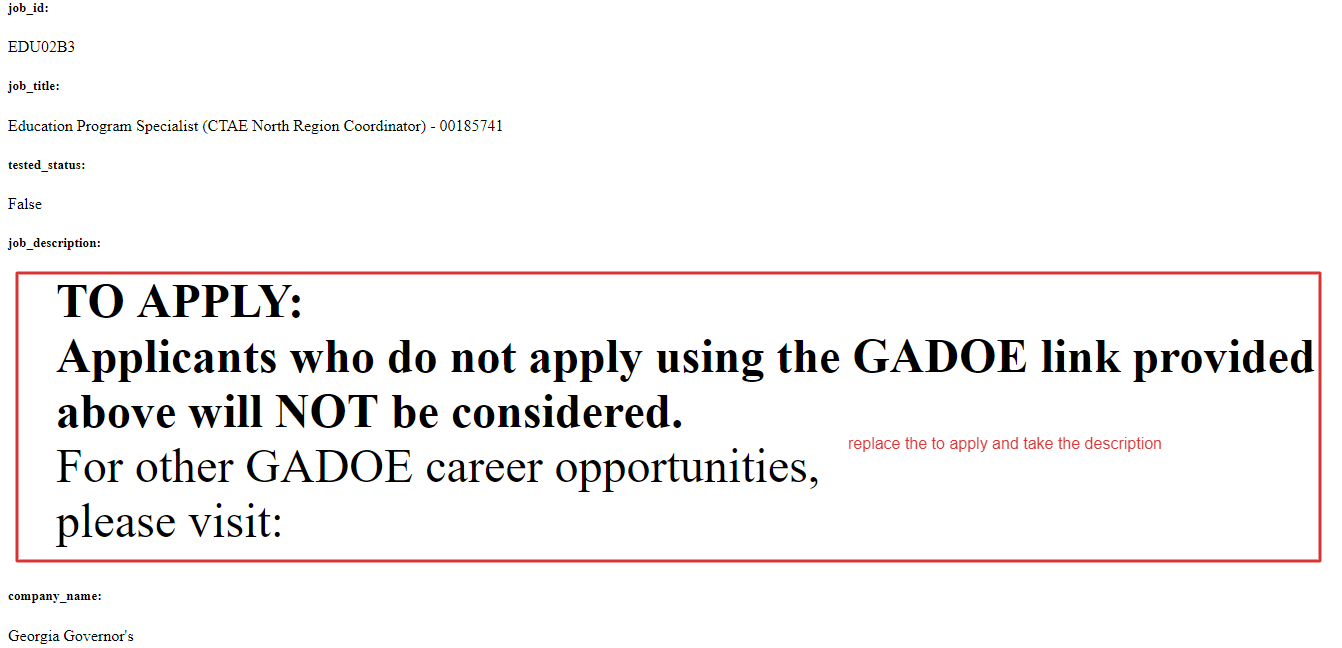 job_id:
EDU02B3
job_title:
Education Program Specialist (CTAE North Region Coordinator) - 00185741
tested_status:
False
job_description:
TO APPLY:
Applicants who do not apply using the GADOE link provided
above will NOT be considered.
For other GADOE career opportunities,
replace the to apply and take the description
please visit:
company_name:
Georgia Governor's